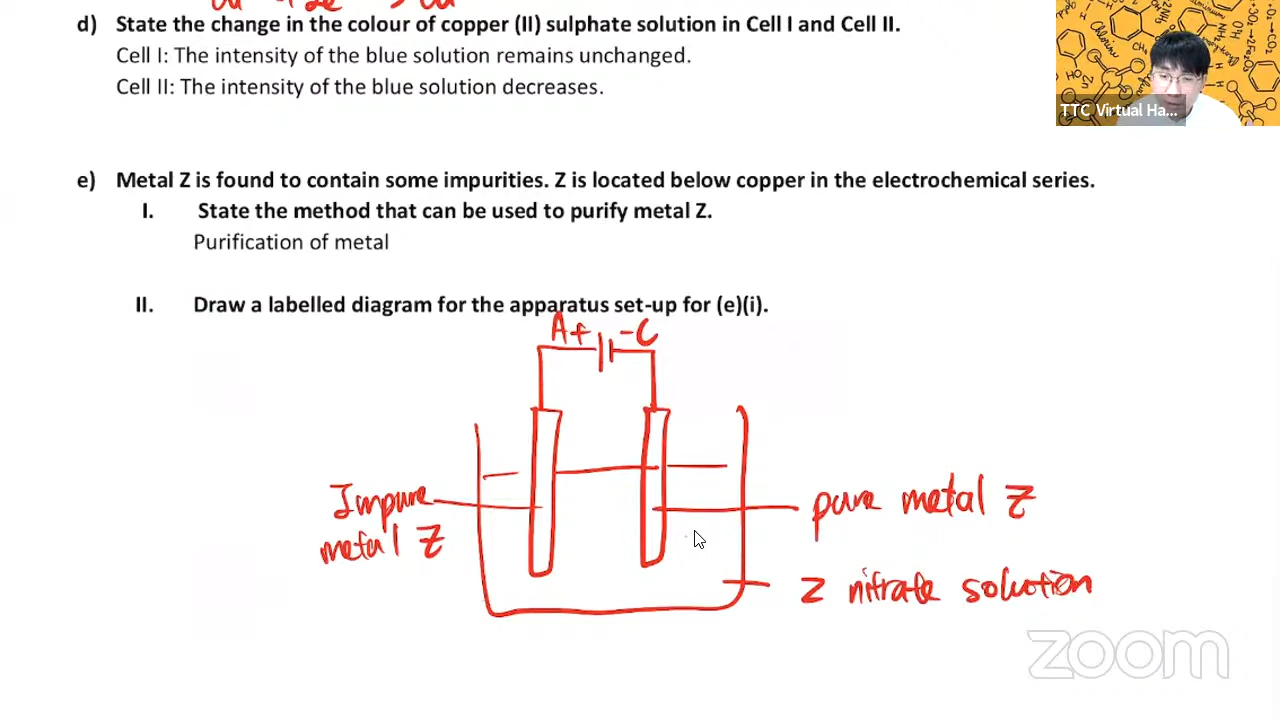 d) State the change in the colour of copper (II) sulphate solution in Cell I and Cell II.
Cell I: The intensity of the blue solution remains unchanged.
Cell II: The intensity of the blue solution decreases.
TTC Virtual Ha...
e) Metal Z is found to contain some impurities. Z is located below copper in the electrochemical series.
I. State the method that can be used to purify metal Z.
Purification of metal
II. Draw a labelled diagram for the apparatus set-up for (e)(i).
A+ -C
Impure
metal Z
pure metal Z
Z nitrate solution
zoom